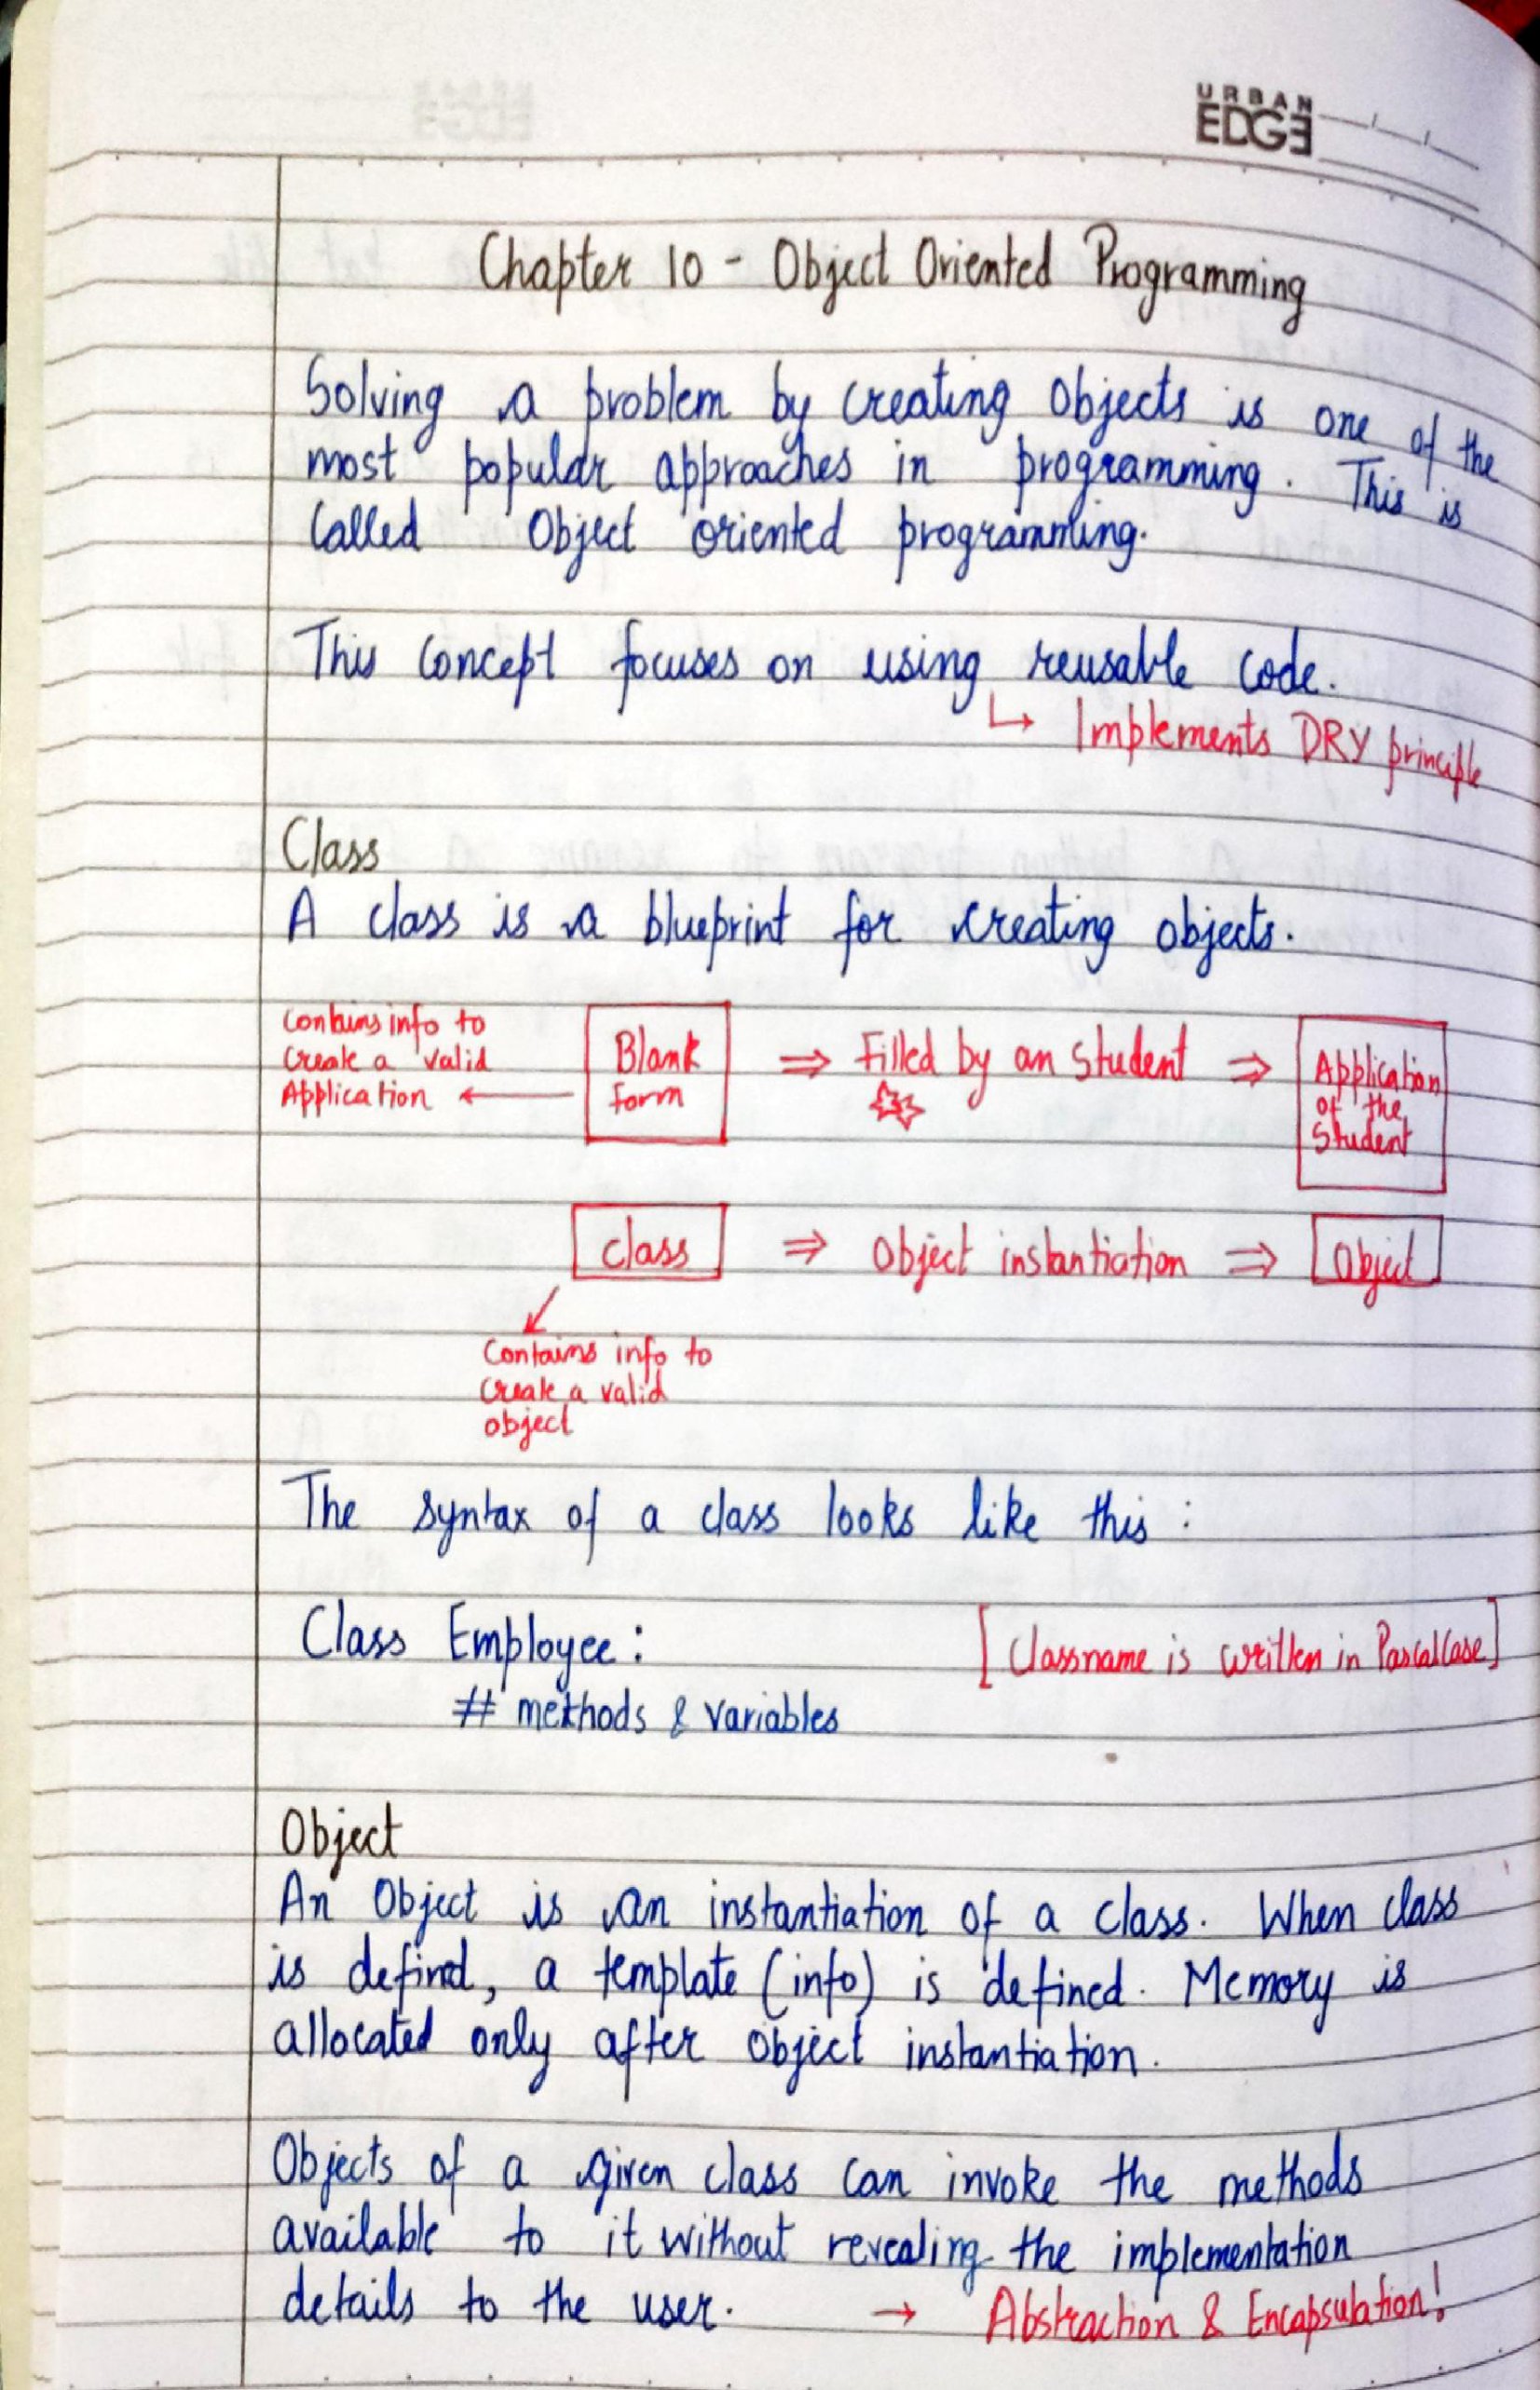 URBAN
EDGE
Chapter 10 - Object Oriented Programming
Solving a problem by creating objects is one of the
most popular approaches in programming. This is
called Object oriented programming.
This concept focuses on using reusable code.
↳ Implements DRY principle
Class
A class is a blueprint for creating objects.
Contains info to
create a valid
Application ←
Blank
form
⇒ Filled by an student ⇒
Application
of the
student
class ⇒ Object instantiation ⇒ Object
Contains info to
create a valid
object
The syntax of a class looks like this :
Class Employee :
[Classname is written in PascalCase]
# methods & variables
Object
An Object is an instantiation of a class. When class
is defined, a template (info) is defined. Memory is
allocated only after object instantiation.
Objects of a given class can invoke the methods
available to it without revealing the implementation
details to the user. → Abstraction & Encapsulation!